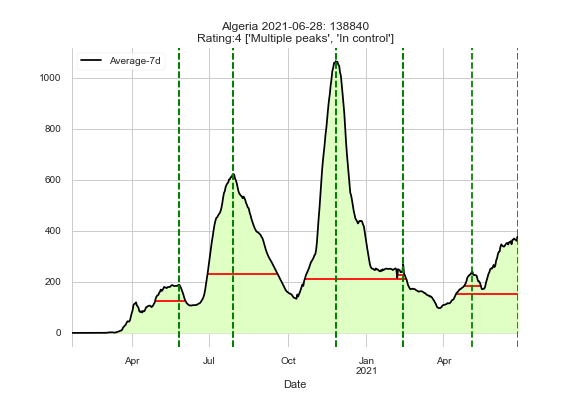 Algeria 2021-06-28: 138840
Rating:4 ['Multiple peaks', 'In control']
Average-7d
1000
800
600
400
200
0
Apr Jul Oct Jan Apr
2021
Date